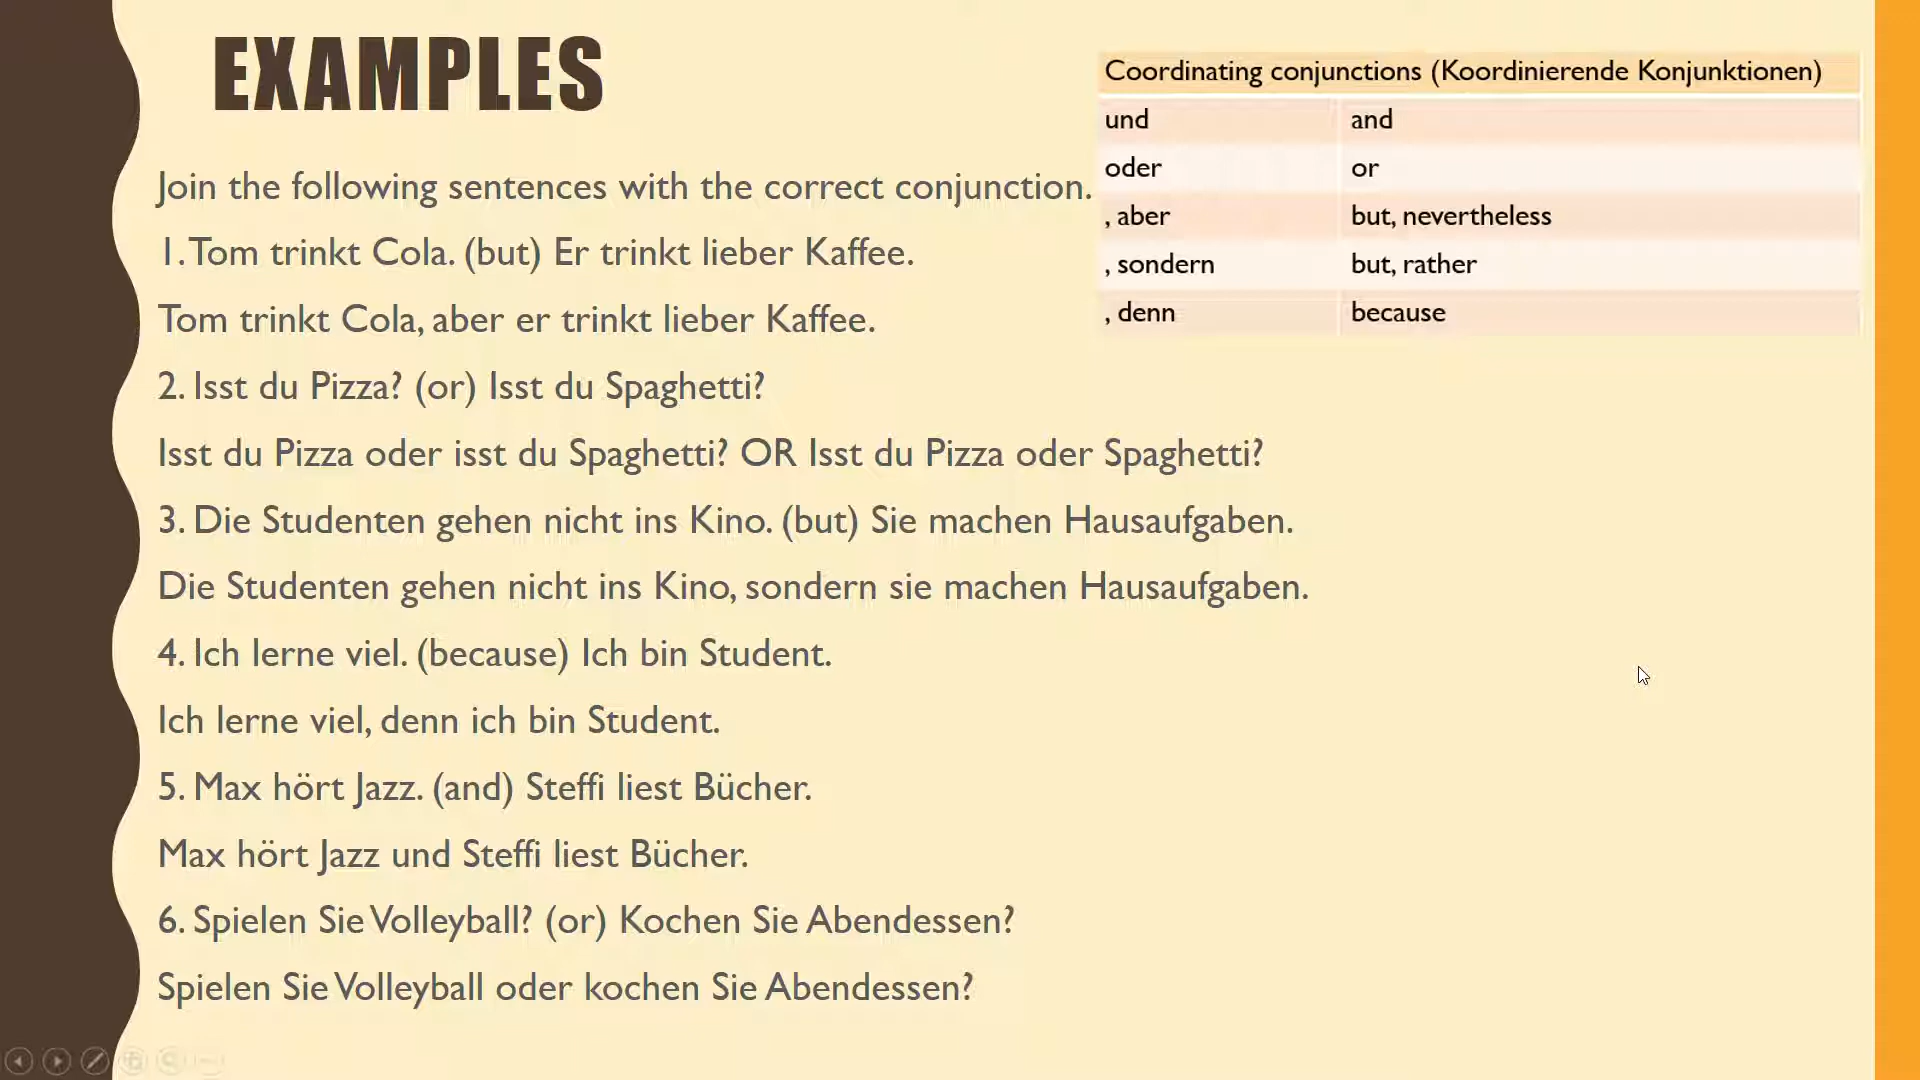 EXAMPLES
Join the following sentences with the correct conjunction.
1. Tom trinkt Cola. (but) Er trinkt lieber Kaffee.
Tom trinkt Cola, aber er trinkt lieber Kaffee.
2. Isst du Pizza? (or) Isst du Spaghetti?
Isst du Pizza oder isst du Spaghetti? OR Isst du Pizza oder Spaghetti?
3. Die Studenten gehen nicht ins Kino. (but) Sie machen Hausaufgaben.
Die Studenten gehen nicht ins Kino, sondern sie machen Hausaufgaben.
4. Ich lerne viel. (because) Ich bin Student.
Ich lerne viel, denn ich bin Student.
5. Max hört Jazz. (and) Steffi liest Bücher.
Max hört Jazz und Steffi liest Bücher.
6. Spielen Sie Volleyball? (or) Kochen Sie Abendessen?
Spielen Sie Volleyball oder kochen Sie Abendessen?
Coordinating conjunctions (Koordinierende Konjunktionen)
und and
oder or
, aber but, nevertheless
, sondern but, rather
, denn because